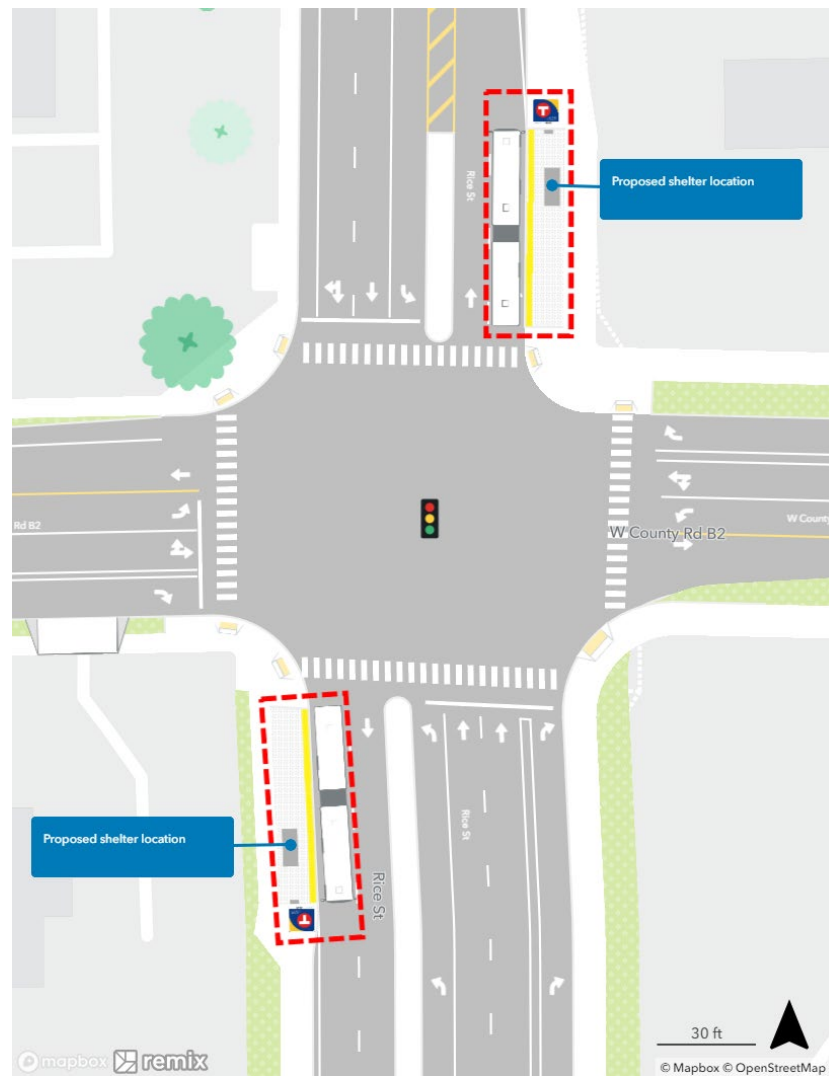 Rice St
Proposed shelter location
Rd B2
W County Rd B2
W County
Proposed shelter location
Rice St
Rice St
30 ft
mapbox remix
© Mapbox © OpenStreetMap